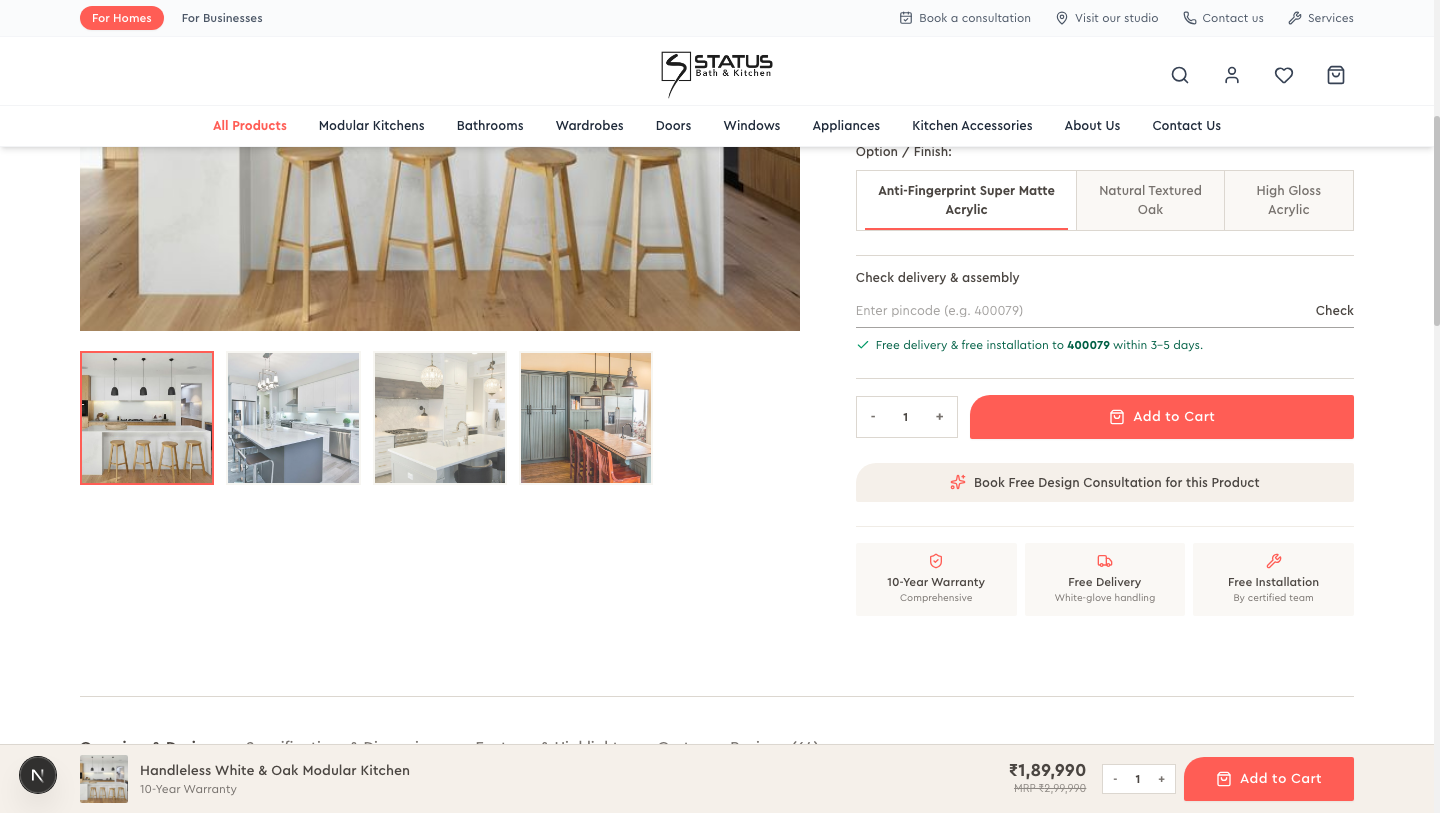 For Homes
For Businesses
Book a consultation
Visit our studio
Contact us
Services
STATUS
Bath & Kitchen
All Products
Modular Kitchens
Bathrooms
Wardrobes
Doors
Windows
Appliances
Kitchen Accessories
About Us
Contact Us
Option / Finish:
Anti-Fingerprint Super Matte
Acrylic
Natural Textured
Oak
High Gloss
Acrylic
Check delivery & assembly
Enter pincode (e.g. 400079)
Check
Free delivery & free installation to 400079 within 3–5 days.
- 1 +
Add to Cart
Book Free Design Consultation for this Product
10-Year Warranty
Comprehensive
Free Delivery
White-glove handling
Free Installation
By certified team
N
Handleless White & Oak Modular Kitchen
10-Year Warranty
₹1,89,990
MRP ₹2,99,990
- 1 +
Add to Cart